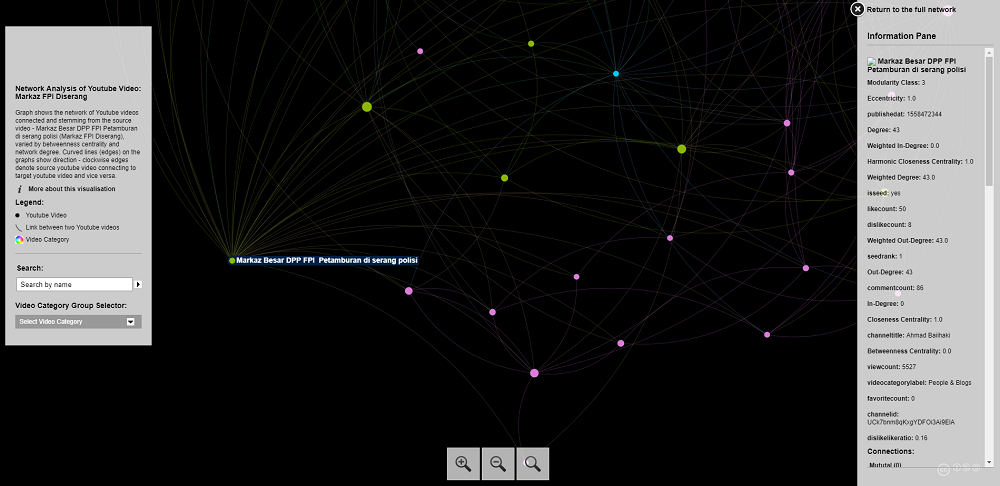 Network Analysis of Youtube Video:
Markaz FPI Diserang
Graph shows the network of Youtube videos
connected and stemming from the source
video - Markaz Besar DPP FPI Petamburan
di serang polisi (Markaz FPI Diserang),
varied by betweenness centrality and
network degree. Curved lines (edges) on the
graphs show direction - clockwise edges
denote source youtube video connecting to
target youtube video and vice versa.
i More about this visualisation
Legend:
Youtube Video
Link between two Youtube videos
Video Category
Search:
Search by name
Video Category Group Selector:
Select Video Category
Markaz Besar DPP FPI Petamburan di serang polisi
Return to the full network
Information Pane
Markaz Besar DPP FPI
Petamburan di serang polisi
Modularity Class: 3
Eccentricity: 1.0
publishedat: 1558472344
Degree: 43
Weighted In-Degree: 0.0
Harmonic Closeness Centrality: 1.0
Weighted Degree: 43.0
isseed: yes
likecount: 50
dislikecount: 8
Weighted Out-Degree: 43.0
seedrank: 1
Out-Degree: 43
commentcount: 86
In-Degree: 0
Closeness Centrality: 1.0
channeltitle: Ahmad Baiihaki
Betweenness Centrality: 0.0
viewcount: 5527
videocategorylabel: People & Blogs
favoritecount: 0
channelid:
dislikelikeratio: 0.16
Connections:
Mututal (0)